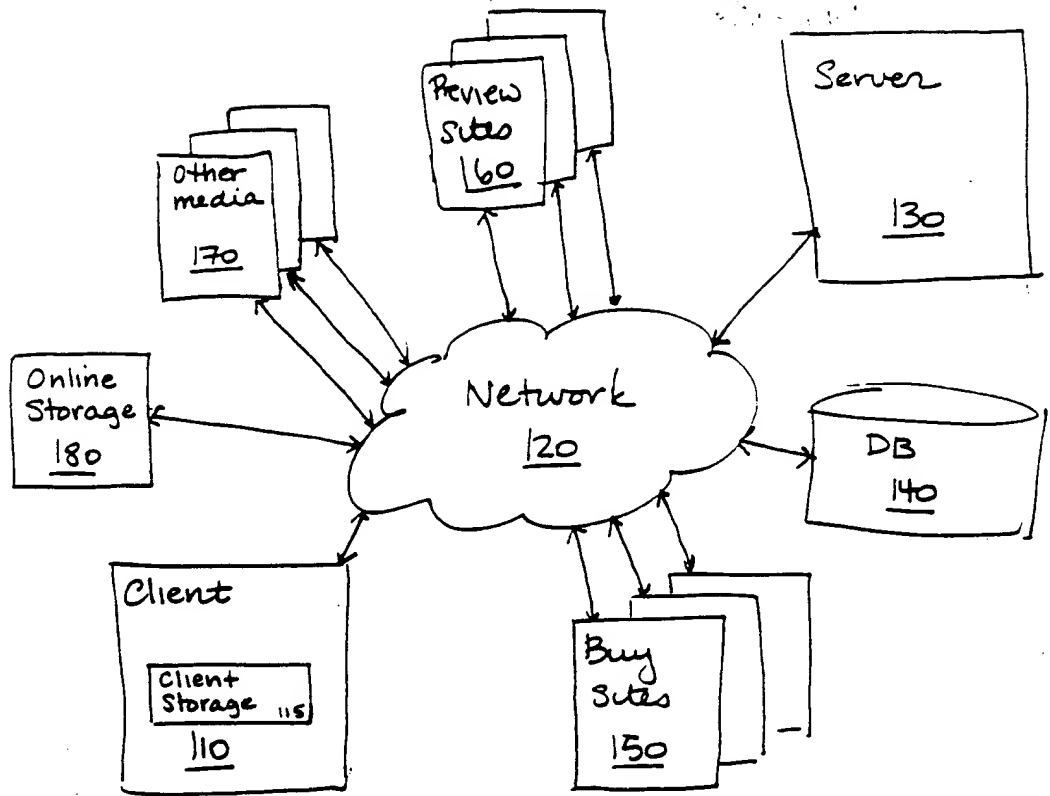 Preview
Sites
160
Server
130
Other
media
170
Online
Storage
180
Network
120
DB
140
Client
Client
Storage 115
110
Buy
Sites
150